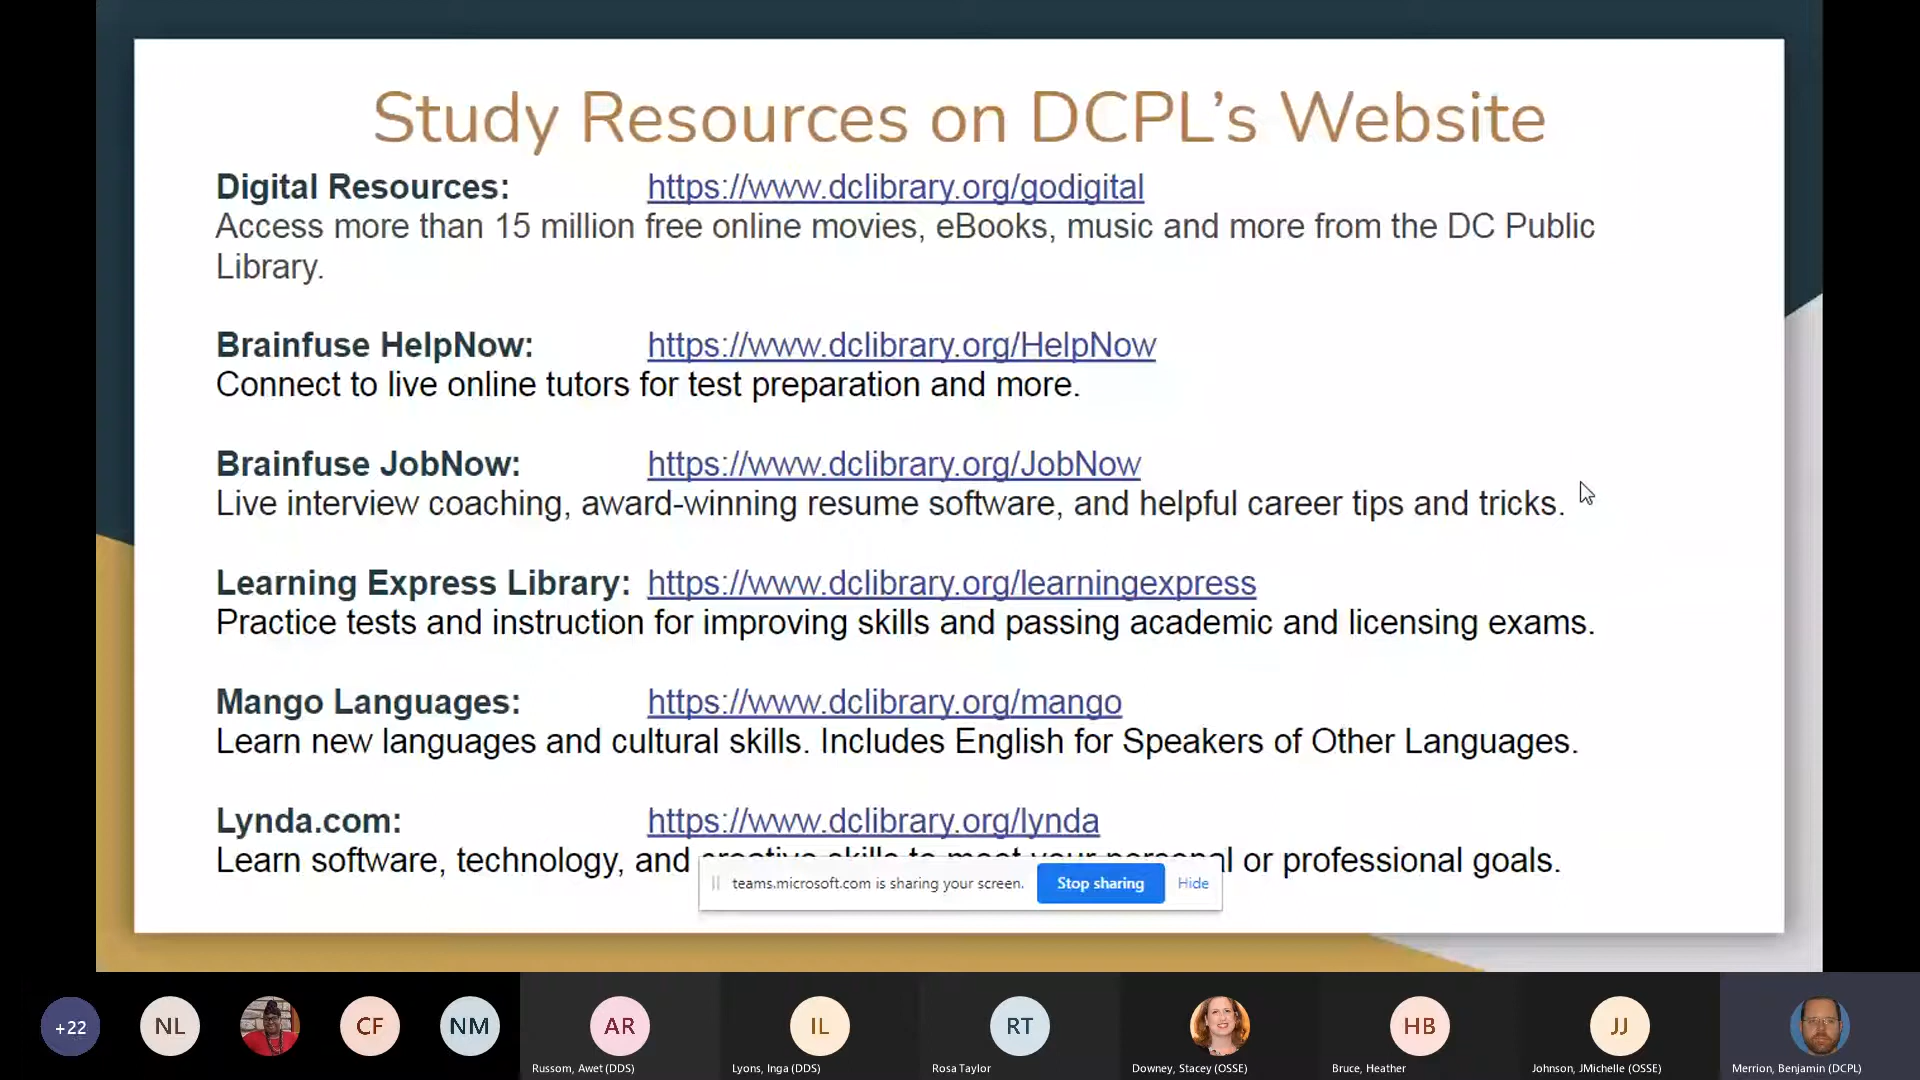 Study Resources on DCPL's Website
Digital Resources: https://www.dclibrary.org/godigital
Access more than 15 million free online movies, eBooks, music and more from the DC Public
Library.
Brainfuse HelpNow: https://www.dclibrary.org/HelpNow
Connect to live online tutors for test preparation and more.
Brainfuse JobNow: https://www.dclibrary.org/JobNow
Live interview coaching, award-winning resume software, and helpful career tips and tricks.
Learning Express Library: https://www.dclibrary.org/learningexpress
Practice tests and instruction for improving skills and passing academic and licensing exams.
Mango Languages: https://www.dclibrary.org/mango
Learn new languages and cultural skills. Includes English for Speakers of Other Languages.
Lynda.com: https://www.dclibrary.org/lynda
Learn software, technology, and creative skills to meet your personal or professional goals.
teams.microsoft.com is sharing your screen. Stop sharing Hide
+22 NL CF NM AR IL RT HB JJ
Russom, Awet (DDS) Lyons, Inga (DDS) Rosa Taylor Downey, Stacey (OSSE) Bruce, Heather Johnson, JMichelle (OSSE) Merrion, Benjamin (DCPL)